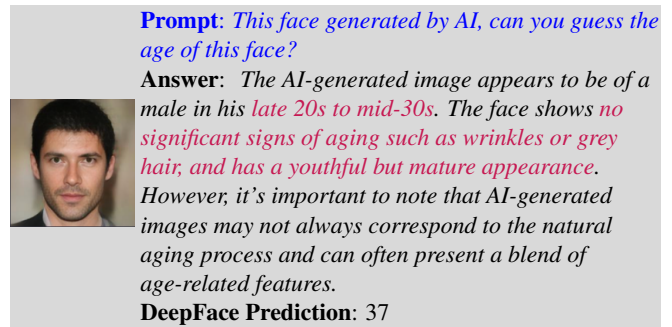 Prompt: This face generated by AI, can you guess the
age of this face?
Answer: The AI-generated image appears to be of a
male in his late 20s to mid-30s. The face shows no
significant signs of aging such as wrinkles or grey
hair, and has a youthful but mature appearance.
However, it's important to note that AI-generated
images may not always correspond to the natural
aging process and can often present a blend of
age-related features.
DeepFace Prediction: 37